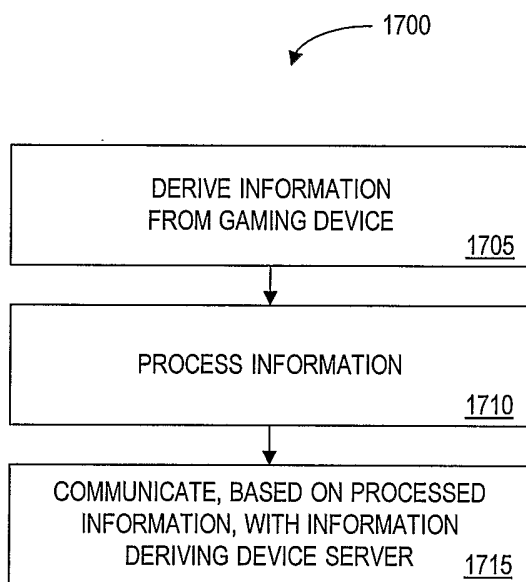 1700
DERIVE INFORMATION
FROM GAMING DEVICE
1705
PROCESS INFORMATION
1710
COMMUNICATE, BASED ON PROCESSED
INFORMATION, WITH INFORMATION
DERIVING DEVICE SERVER
1715